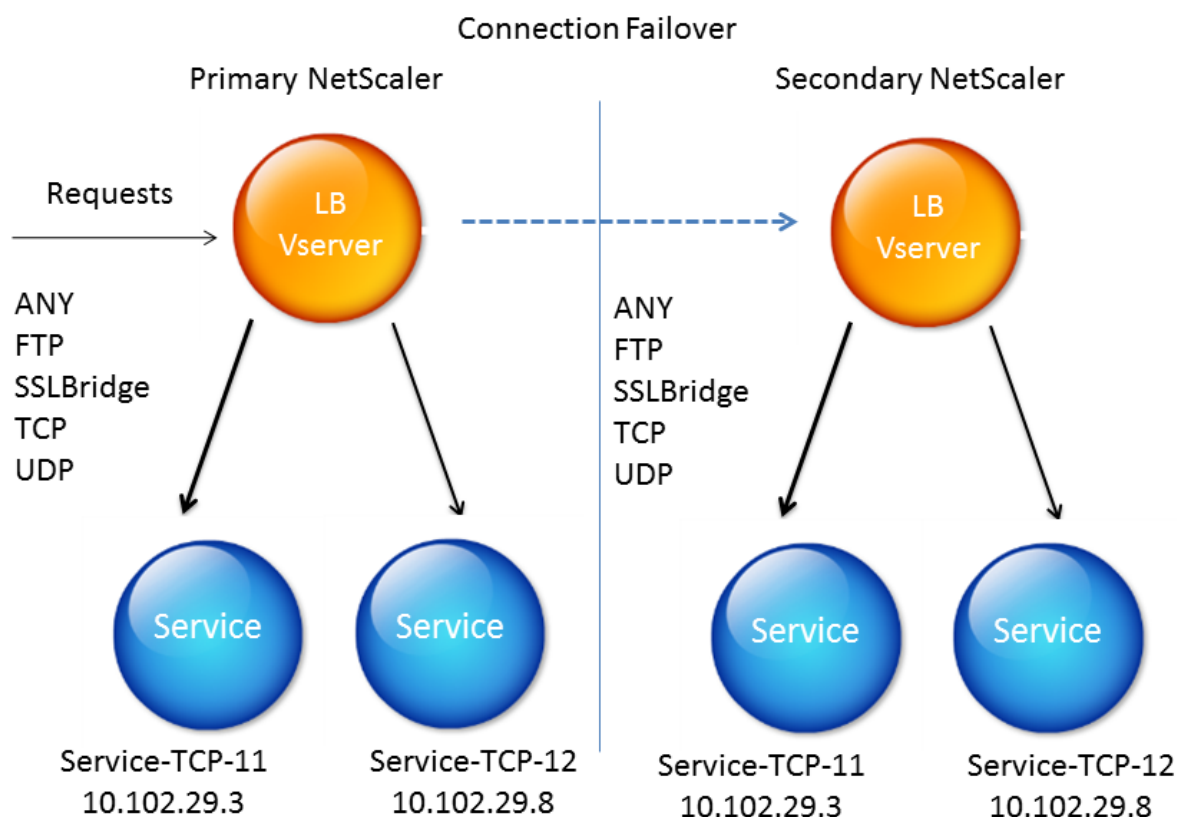 Connection Failover
Primary NetScaler
Secondary NetScaler
Requests
LB
Vserver
LB
Vserver
ANY
FTP
SSLBridge
TCP
UDP
ANY
FTP
SSLBridge
TCP
UDP
Service
Service
Service
Service
Service-TCP-11
10.102.29.3
Service-TCP-12
10.102.29.8
Service-TCP-11
10.102.29.3
Service-TCP-12
10.102.29.8